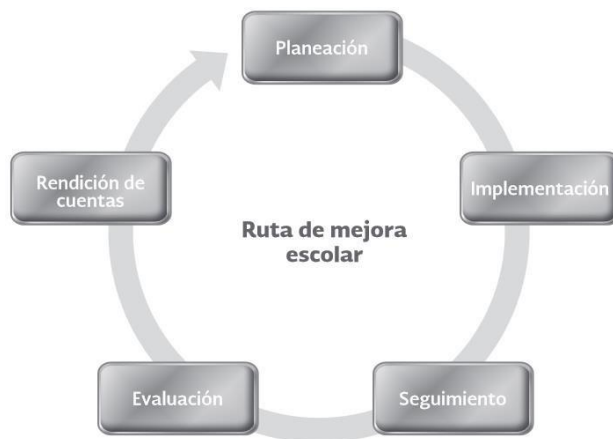 Planeación
Implementación
Seguimiento
Evaluación
Rendición de
cuentas
Ruta de mejora
escolar